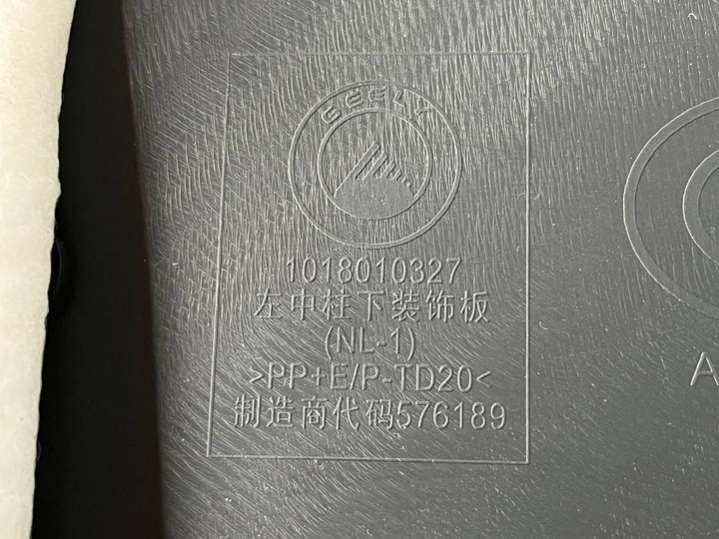 GEELY
1018010327
左中柱下装饰板
(NL-1)
>PP+E/P-TD20<
制造商代码576189
A